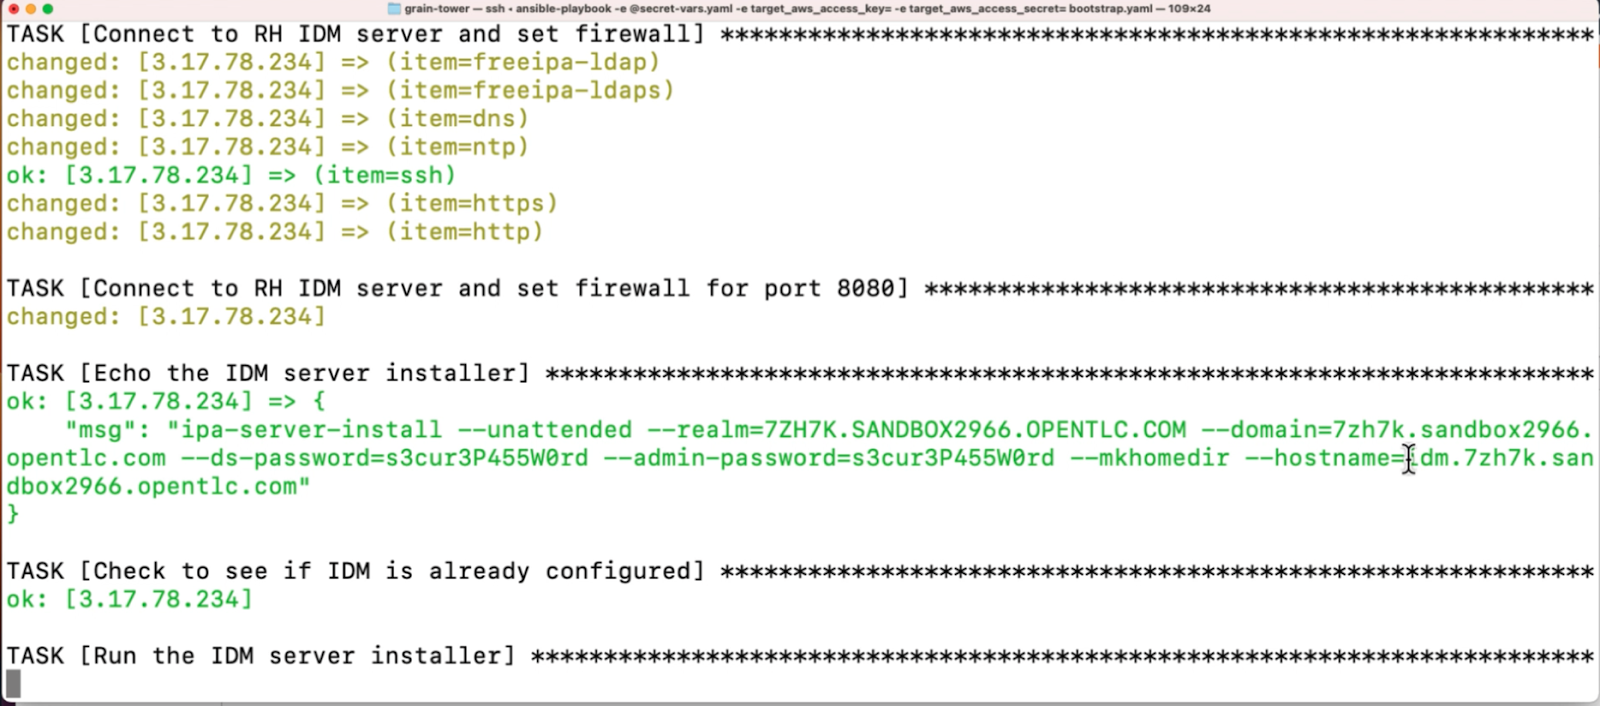 grain-tower — ssh • ansible-playbook -e @secret-vars.yaml -e target_aws_access_key= -e target_aws_access_secret= bootstrap.yaml — 109×24
TASK [Connect to RH IDM server and set firewall] ************************************************************
changed: [3.17.78.234] => (item=freeipa-ldap)
changed: [3.17.78.234] => (item=freeipa-ldaps)
changed: [3.17.78.234] => (item=dns)
changed: [3.17.78.234] => (item=ntp)
ok: [3.17.78.234] => (item=ssh)
changed: [3.17.78.234] => (item=https)
changed: [3.17.78.234] => (item=http)
TASK [Connect to RH IDM server and set firewall for port 8080] **********************************************
changed: [3.17.78.234]
TASK [Echo the IDM server installer] ************************************************************************
ok: [3.17.78.234] => {
"msg": "ipa-server-install --unattended --realm=7ZH7K.SANDBOX2966.OPENTLC.COM --domain=7zh7k.sandbox2966.
opentlc.com --ds-password=s3cur3P455W0rd --admin-password=s3cur3P455W0rd --mkhomedir --hostname=idm.7zh7k.san
dbox2966.opentlc.com"
}
TASK [Check to see if IDM is already configured] ************************************************************
ok: [3.17.78.234]
TASK [Run the IDM server installer] *************************************************************************